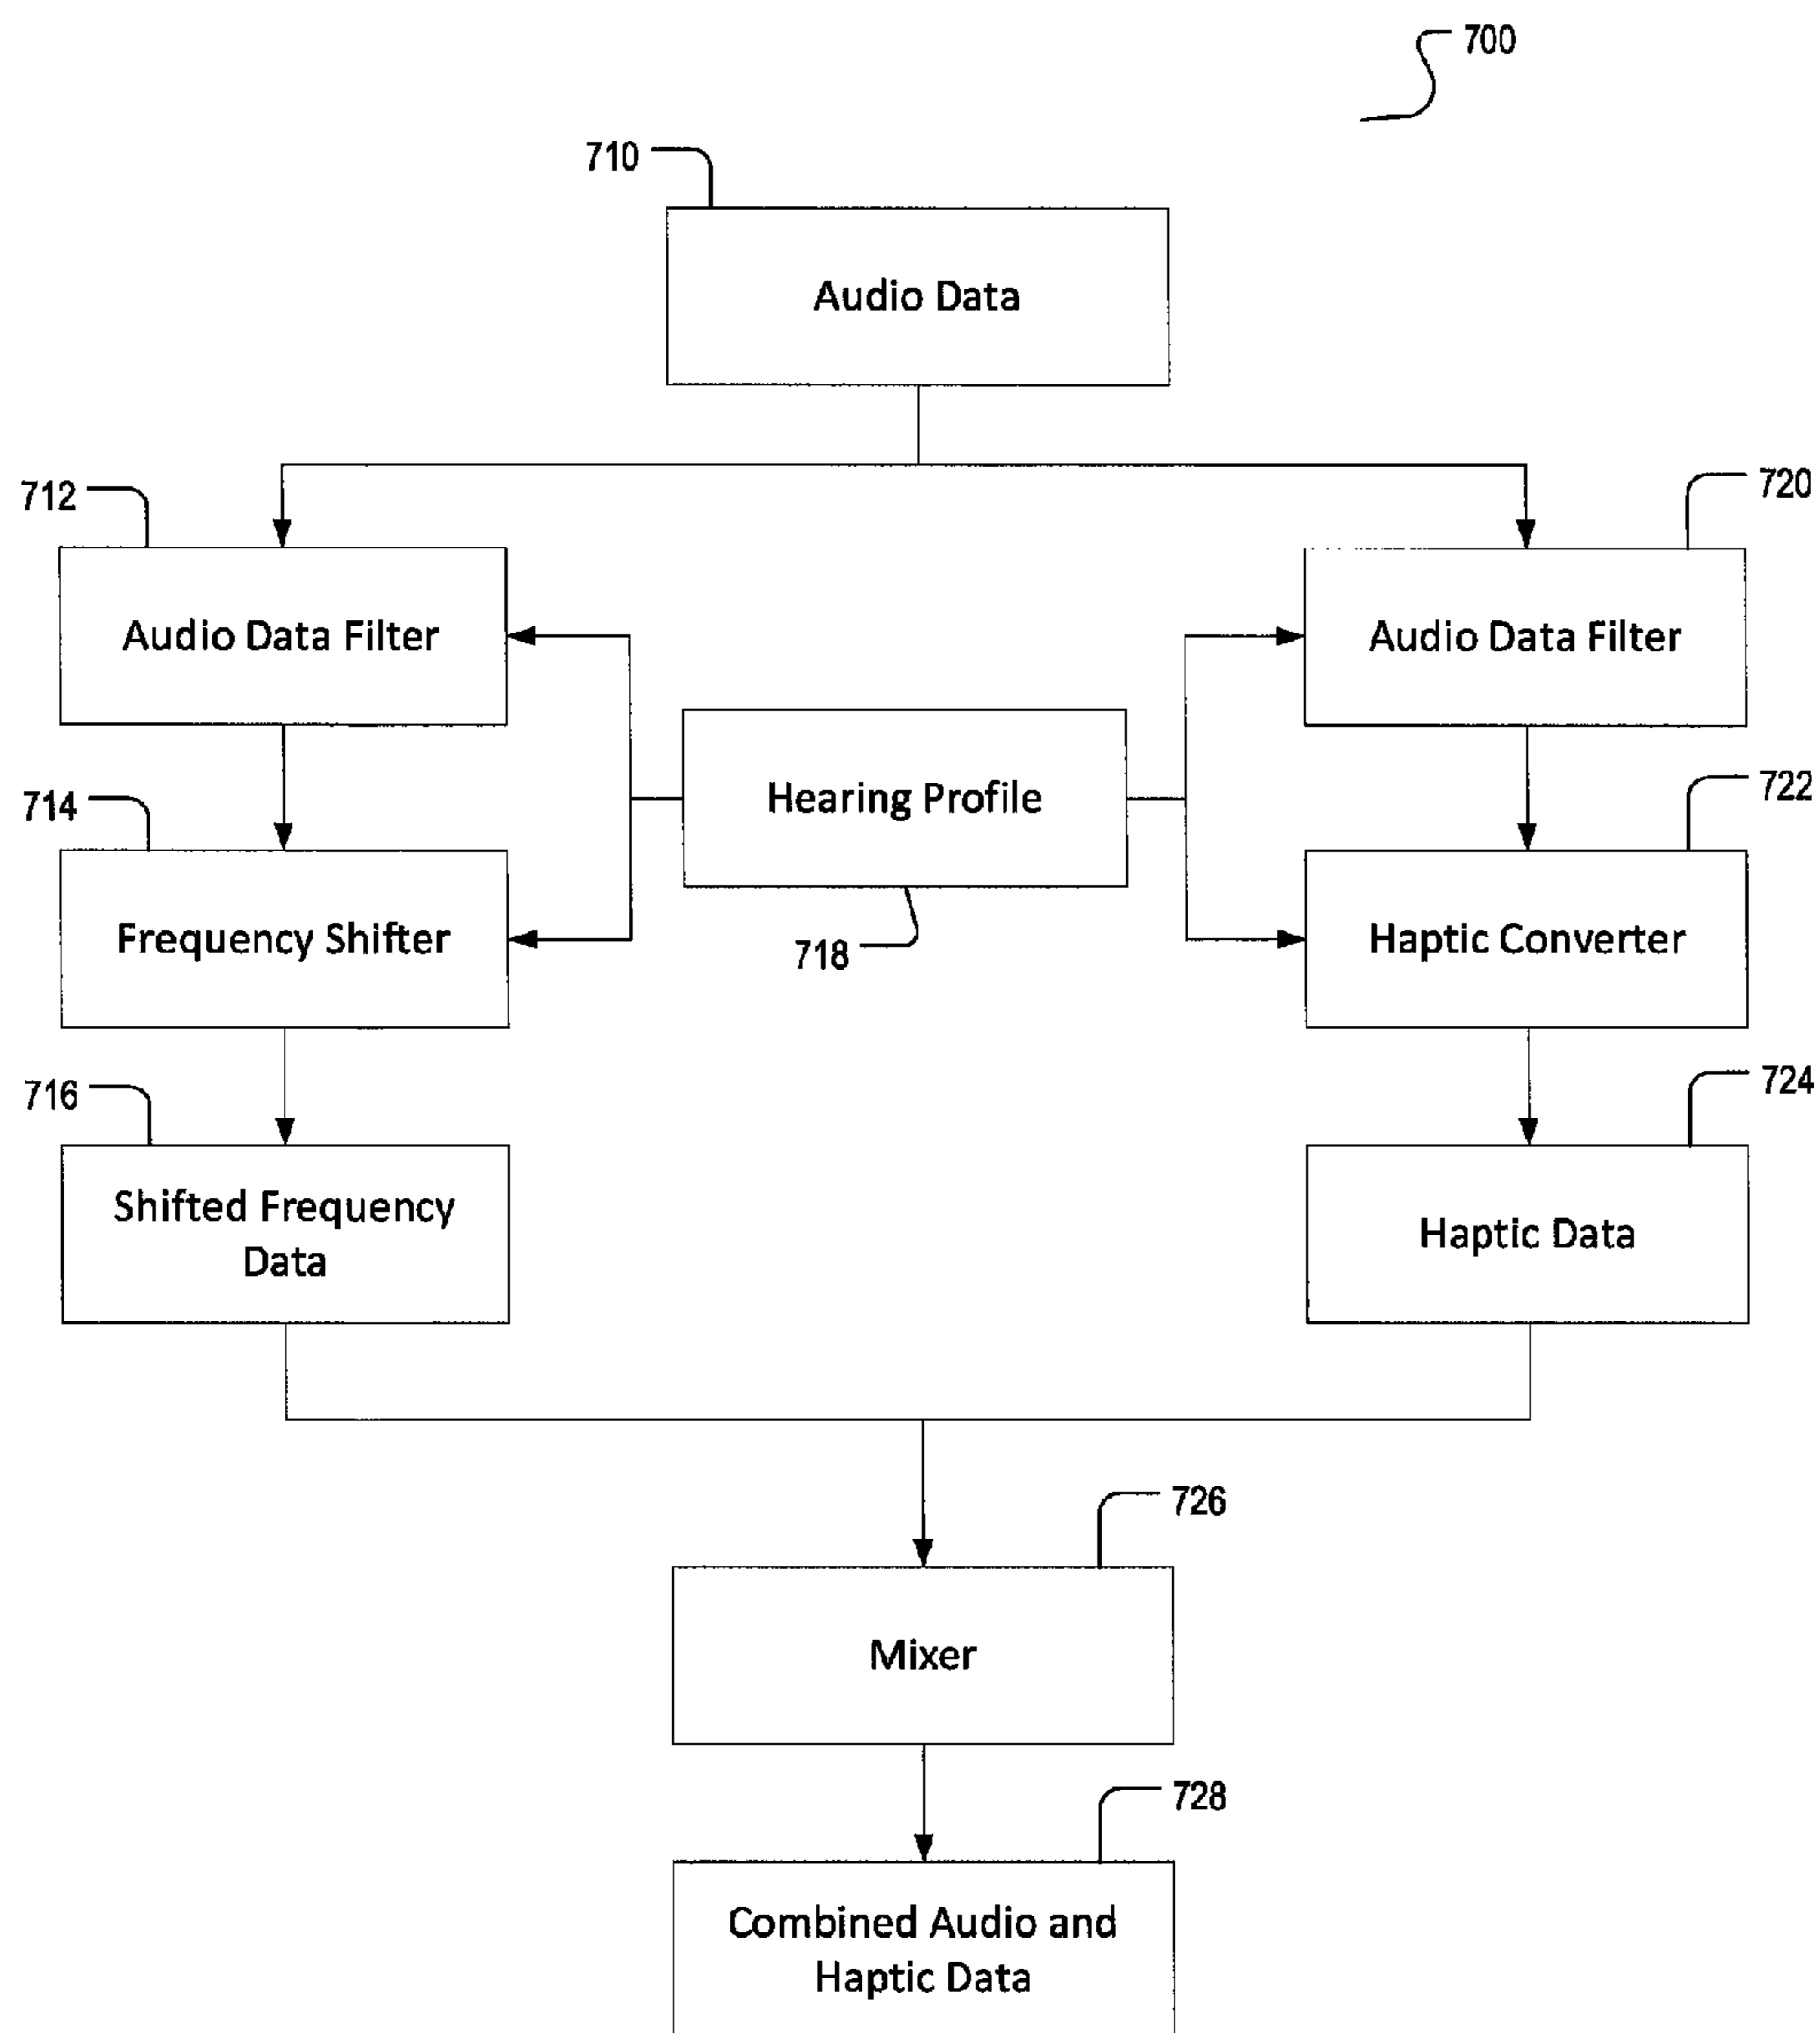 700
710
Audio Data
712
720
Audio Data Filter
Audio Data Filter
714
Hearing Profile
722
Frequency Shifter
718
Haptic Converter
716
724
Shifted Frequency
Data
Haptic Data
726
Mixer
728
Combined Audio and
Haptic Data